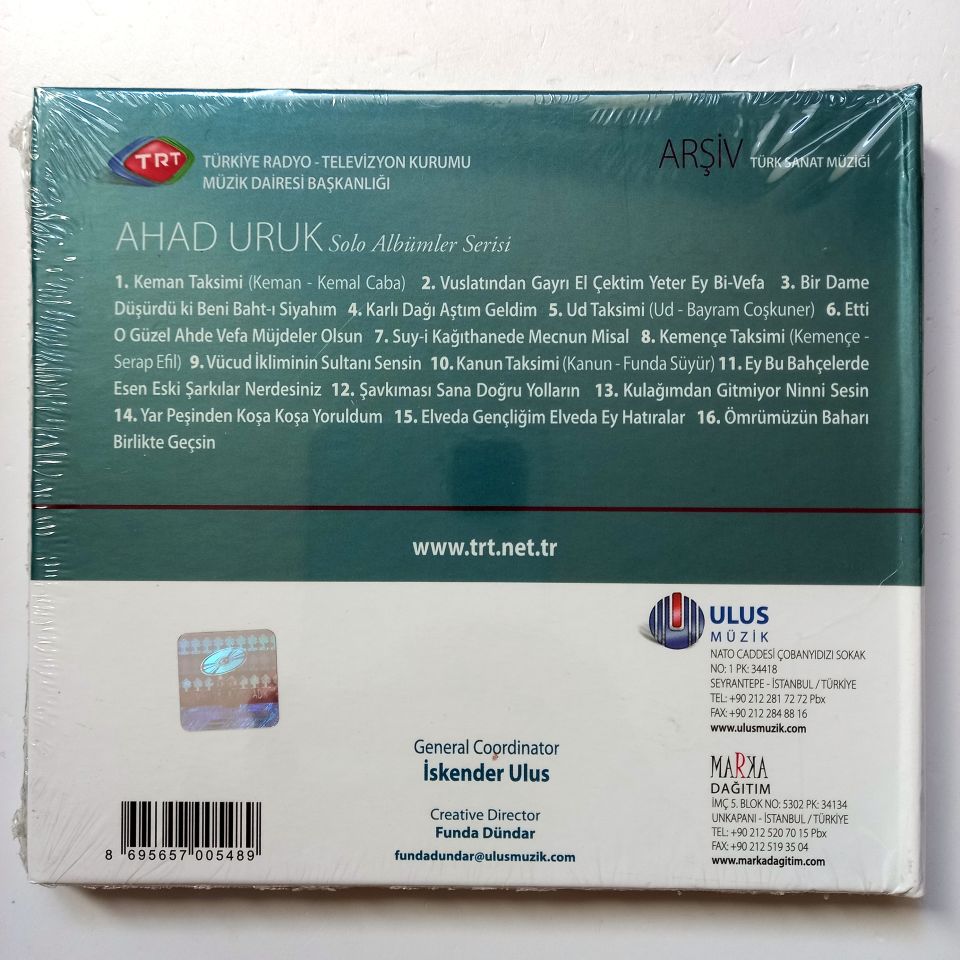 TRT
TÜRKİYE RADYO - TELEVİZYON KURUMU
MÜZİK DAİRESİ BAŞKANLIĞI
ARŞİV TÜRK SANAT MÜZİĞİ
AHAD URUK Solo Albümler Serisi
1. Keman Taksimi (Keman - Kemal Caba) 2. Vuslatından Gayrı El Çektim Yeter Ey Bi-Vefa 3. Bir Dame
Düşürdü ki Beni Baht-ı Siyahım 4. Karlı Dağı Aştım Geldim 5. Ud Taksimi (Ud - Bayram Coşkuner) 6. Etti
O Güzel Ahde Vefa Müjdeler Olsun 7. Suy-i Kağıthanede Mecnun Misal 8. Kemençe Taksimi (Kemençe -
Serap Efil) 9. Vücud İkliminin Sultanı Sensin 10. Kanun Taksimi (Kanun - Funda Süyür) 11. Ey Bu Bahçelerde
Esen Eski Şarkılar Nerdesiniz 12. Şavkıması Sana Doğru Yolların 13. Kulağımdan Gitmiyor Ninni Sesin
14. Yar Peşinden Koşa Koşa Yoruldum 15. Elveda Gençliğim Elveda Ey Hatıralar 16. Ömrümüzün Baharı
Birlikte Geçsin
www.trt.net.tr
ULUS
MÜZİK
NATO CADDESİ ÇOBANYIDIZI SOKAK
NO: 1 PK: 34418
SEYRANTEPE - İSTANBUL / TÜRKİYE
TEL: +90 212 281 72 72 Pbx
FAX: +90 212 284 88 16
www.ulusmuzik.com
General Coordinator
İskender Ulus
Creative Director
Funda Dündar
fundadundar@ulusmuzik.com
MARKA
DAĞITIM
İMÇ 5. BLOK NO: 5302 PK: 34134
UNKAPANI - İSTANBUL / TÜRKİYE
TEL: +90 212 520 70 15 Pbx
FAX: +90 212 519 35 04
www.markadagitim.com
8 695657 005489